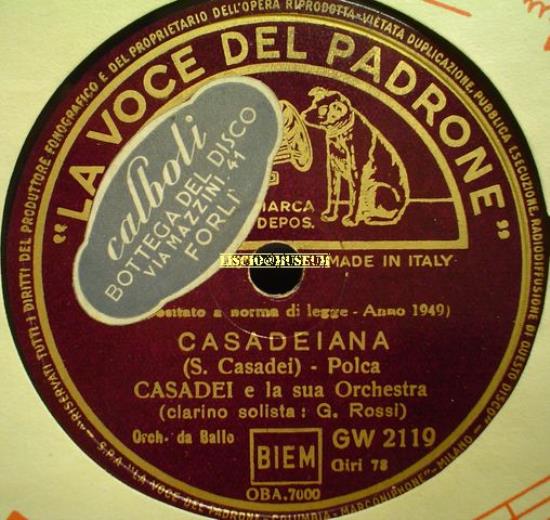 "RISERVATI TUTTI I DIRITTI DEL PRODUTTORE FONOGRAFICO E DEL PROPRIETARIO DELL'OPERA RIPRODOTTA - VIETATA DUPLICAZIONE, PUBBLICA ESECUZIONE, RADIODIFFUSIONE DI QUESTO DISCO"
"LA VOCE DEL PADRONE"
calboli
BOTTEGA DEL DISCO
VIA MAZZINI 41
FORLI'
MARCA
DEPOS.
LISCIO@MUSEUM
MADE IN ITALY
ositato a norma di legge - Anno 1949)
CASADEIANA
(S. Casadei) - Polca
CASADEI e la sua Orchestra
(clarino solista: G. Rossi)
Orch. da Ballo
BIEM
GW 2119
Giri 78
OBA.7000
S.P.A. "LA VOCE DEL PADRONE - COLUMBIA - MARCONIPHONE" - MILANO